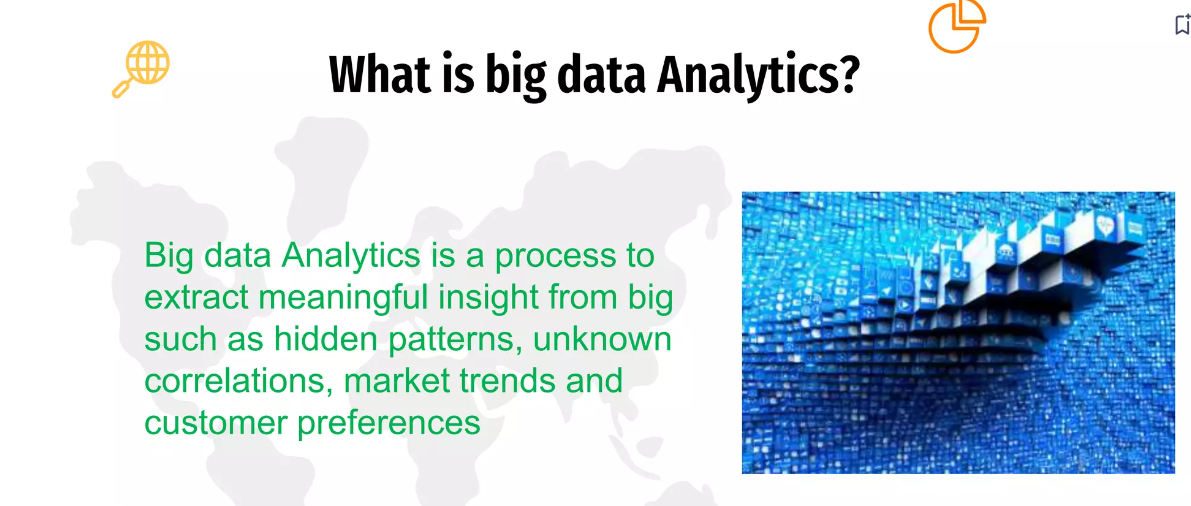 What is big data Analytics?
Big data Analytics is a process to
extract meaningful insight from big
such as hidden patterns, unknown
correlations, market trends and
customer preferences